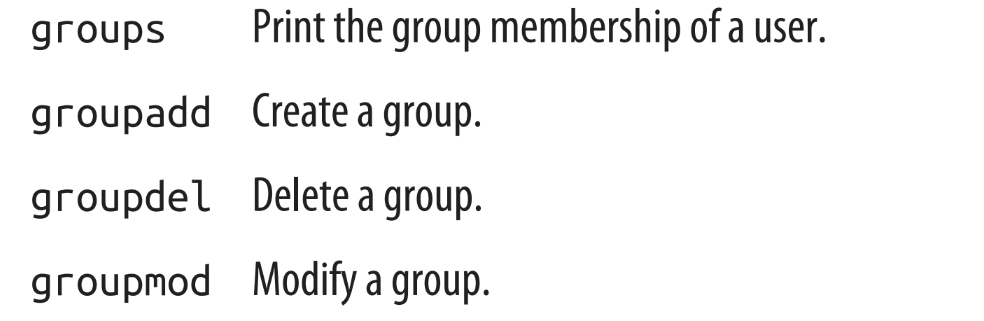 groups Print the group membership of a user.
groupadd Create a group.
groupdel Delete a group.
groupmod Modify a group.